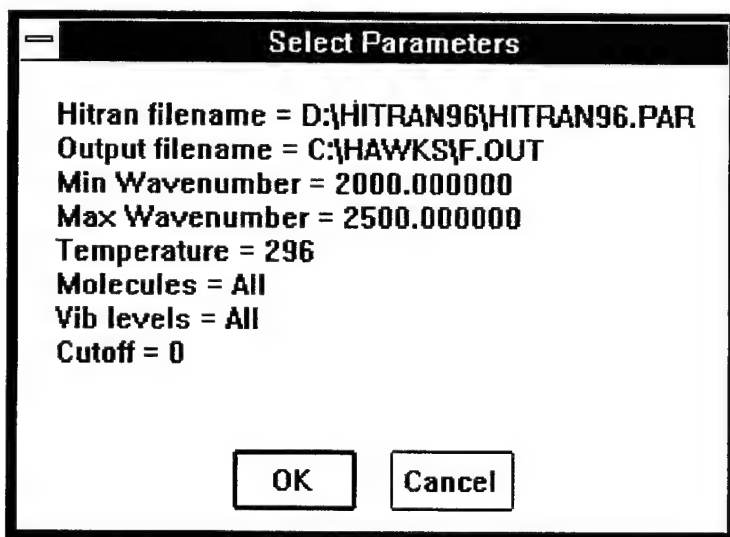 Select Parameters
Hitran filename = D:\HITRAN96\HITRAN96.PAR
Output filename = C:\HAWKS\F.OUT
Min Wavenumber = 2000.000000
Max Wavenumber = 2500.000000
Temperature = 296
Molecules = All
Vib levels = All
Cutoff = 0
OK Cancel